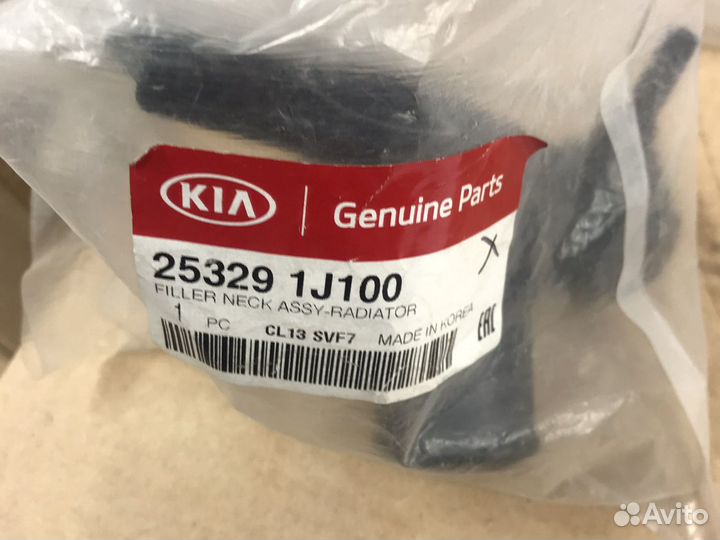 KIA Genuine Parts
25329 1J100
FILLER NECK ASSY-RADIATOR
1 PC CL13 SVF7 MADE IN KOREA EAC
X
Avito